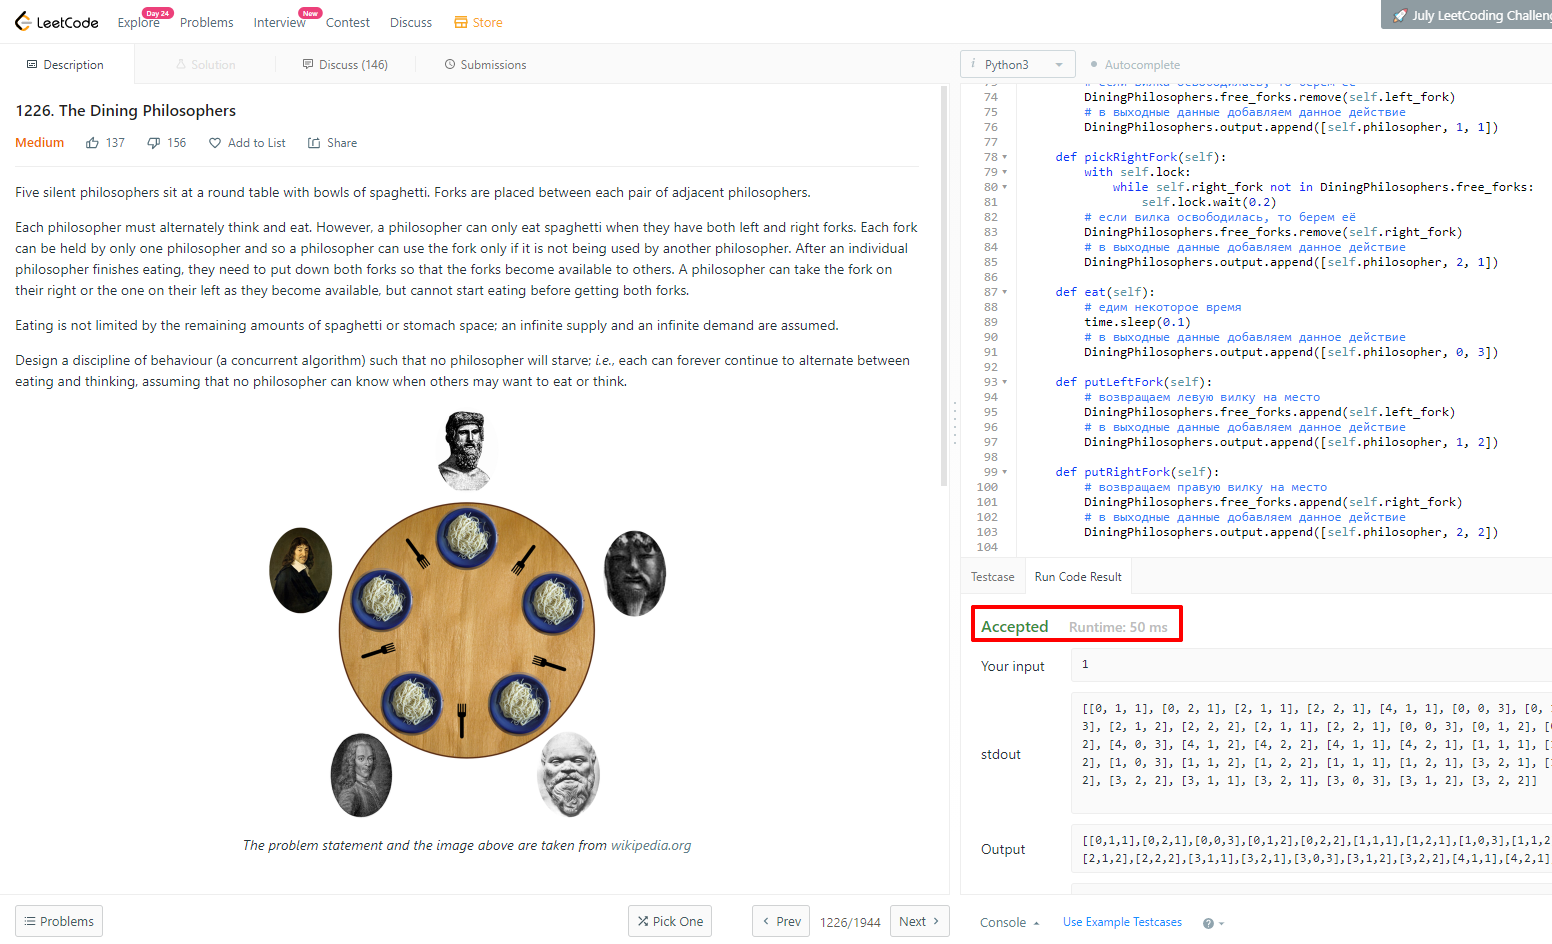 LeetCode
Explore
Day 24
Problems
Interview
New
Contest
Discuss
Store
July LeetCoding
Description
Solution
Discuss (146)
Submissions
i Python3
Autocomplete
1226. The Dining Philosophers
Medium
137
156
Add to List
Share
Five silent philosophers sit at a round table with bowls of spaghetti. Forks are placed between each pair of adjacent philosophers.
Each philosopher must alternately think and eat. However, a philosopher can only eat spaghetti when they have both left and right forks. Each fork
can be held by only one philosopher and so a philosopher can use the fork only if it is not being used by another philosopher. After an individual
philosopher finishes eating, they need to put down both forks so that the forks become available to others. A philosopher can take the fork on
their right or the one on their left as they become available, but cannot start eating before getting both forks.
Eating is not limited by the remaining amounts of spaghetti or stomach space; an infinite supply and an infinite demand are assumed.
Design a discipline of behaviour (a concurrent algorithm) such that no philosopher will starve; i.e., each can forever continue to alternate between
eating and thinking, assuming that no philosopher can know when others may want to eat or think.
The problem statement and the image above are taken from wikipedia.org
Problems
Pick One
Prev
1226/1944
Next
74 DiningPhilosophers.free_forks.remove(self.left_fork)
75 # в выходные данные добавляем данное действие
76 DiningPhilosophers.output.append([self.philosopher, 1, 1])
77
78 def pickRightFork(self):
79 with self.lock:
80 while self.right_fork not in DiningPhilosophers.free_forks:
81 self.lock.wait(0.2)
82 # если вилка освободилась, то берем её
83 DiningPhilosophers.free_forks.remove(self.right_fork)
84 # в выходные данные добавляем данное действие
85 DiningPhilosophers.output.append([self.philosopher, 2, 1])
86
87 def eat(self):
88 # едим некоторое время
89 time.sleep(0.1)
90 # в выходные данные добавляем данное действие
91 DiningPhilosophers.output.append([self.philosopher, 0, 3])
92
93 def putLeftFork(self):
94 # возвращаем левую вилку на место
95 DiningPhilosophers.free_forks.append(self.left_fork)
96 # в выходные данные добавляем данное действие
97 DiningPhilosophers.output.append([self.philosopher, 1, 2])
98
99 def putRightFork(self):
100 # возвращаем правую вилку на место
101 DiningPhilosophers.free_forks.append(self.right_fork)
102 # в выходные данные добавляем данное действие
103 DiningPhilosophers.output.append([self.philosopher, 2, 2])
104
Testcase
Run Code Result
Accepted Runtime: 50 ms
Your input
1
stdout
[[0, 1, 1], [0, 2, 1], [2, 1, 1], [2, 2, 1], [4, 1, 1], [0, 0, 3], [0,
3], [2, 1, 2], [2, 2, 2], [2, 1, 1], [2, 2, 1], [0, 0, 3], [0, 1, 2],
2], [4, 0, 3], [4, 1, 2], [4, 2, 2], [4, 1, 1], [4, 2, 1], [1, 1, 1],
2], [1, 0, 3], [1, 1, 2], [1, 2, 2], [1, 1, 1], [1, 2, 1], [3, 2, 1],
2], [3, 2, 2], [3, 1, 1], [3, 2, 1], [3, 0, 3], [3, 1, 2], [3, 2, 2]]
Output
[[0,1,1],[0,2,1],[0,0,3],[0,1,2],[0,2,2],[1,1,1],[1,2,1],[1,0,3],[1,1,2
[2,1,2],[2,2,2],[3,1,1],[3,2,1],[3,0,3],[3,1,2],[3,2,2],[4,1,1],[4,2,1]
Console
Use Example Testcases